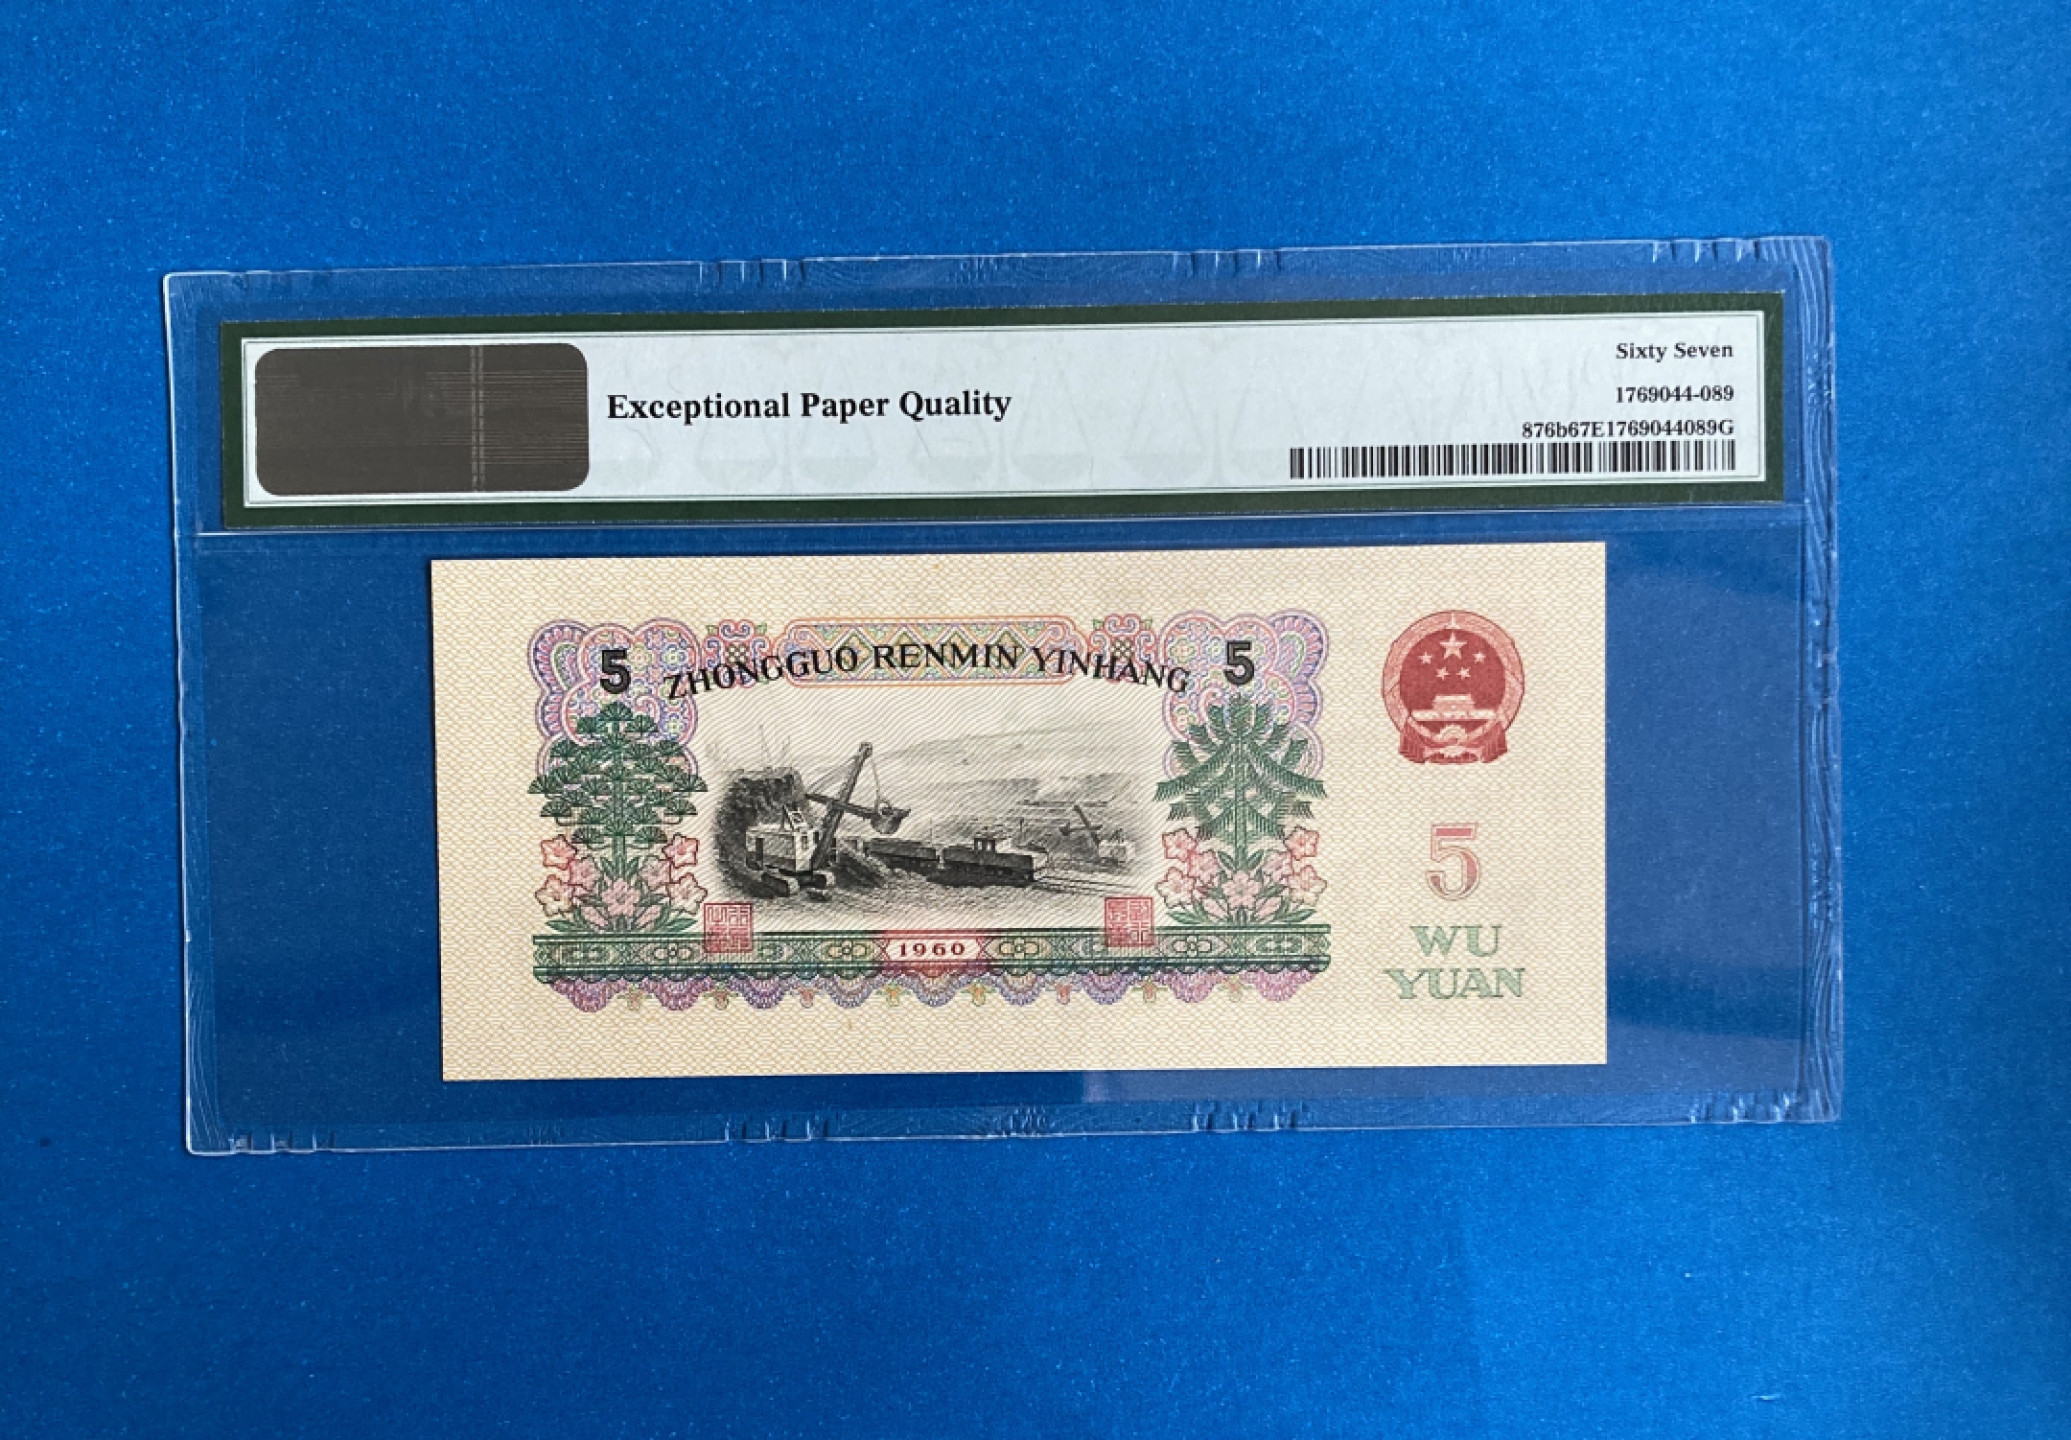 Sixty Seven
Exceptional Paper Quality
1769044-089
876b67E1769044089G
5 ZHONGGUO RENMIN YINHANG 5
1960
5
WU
YUAN